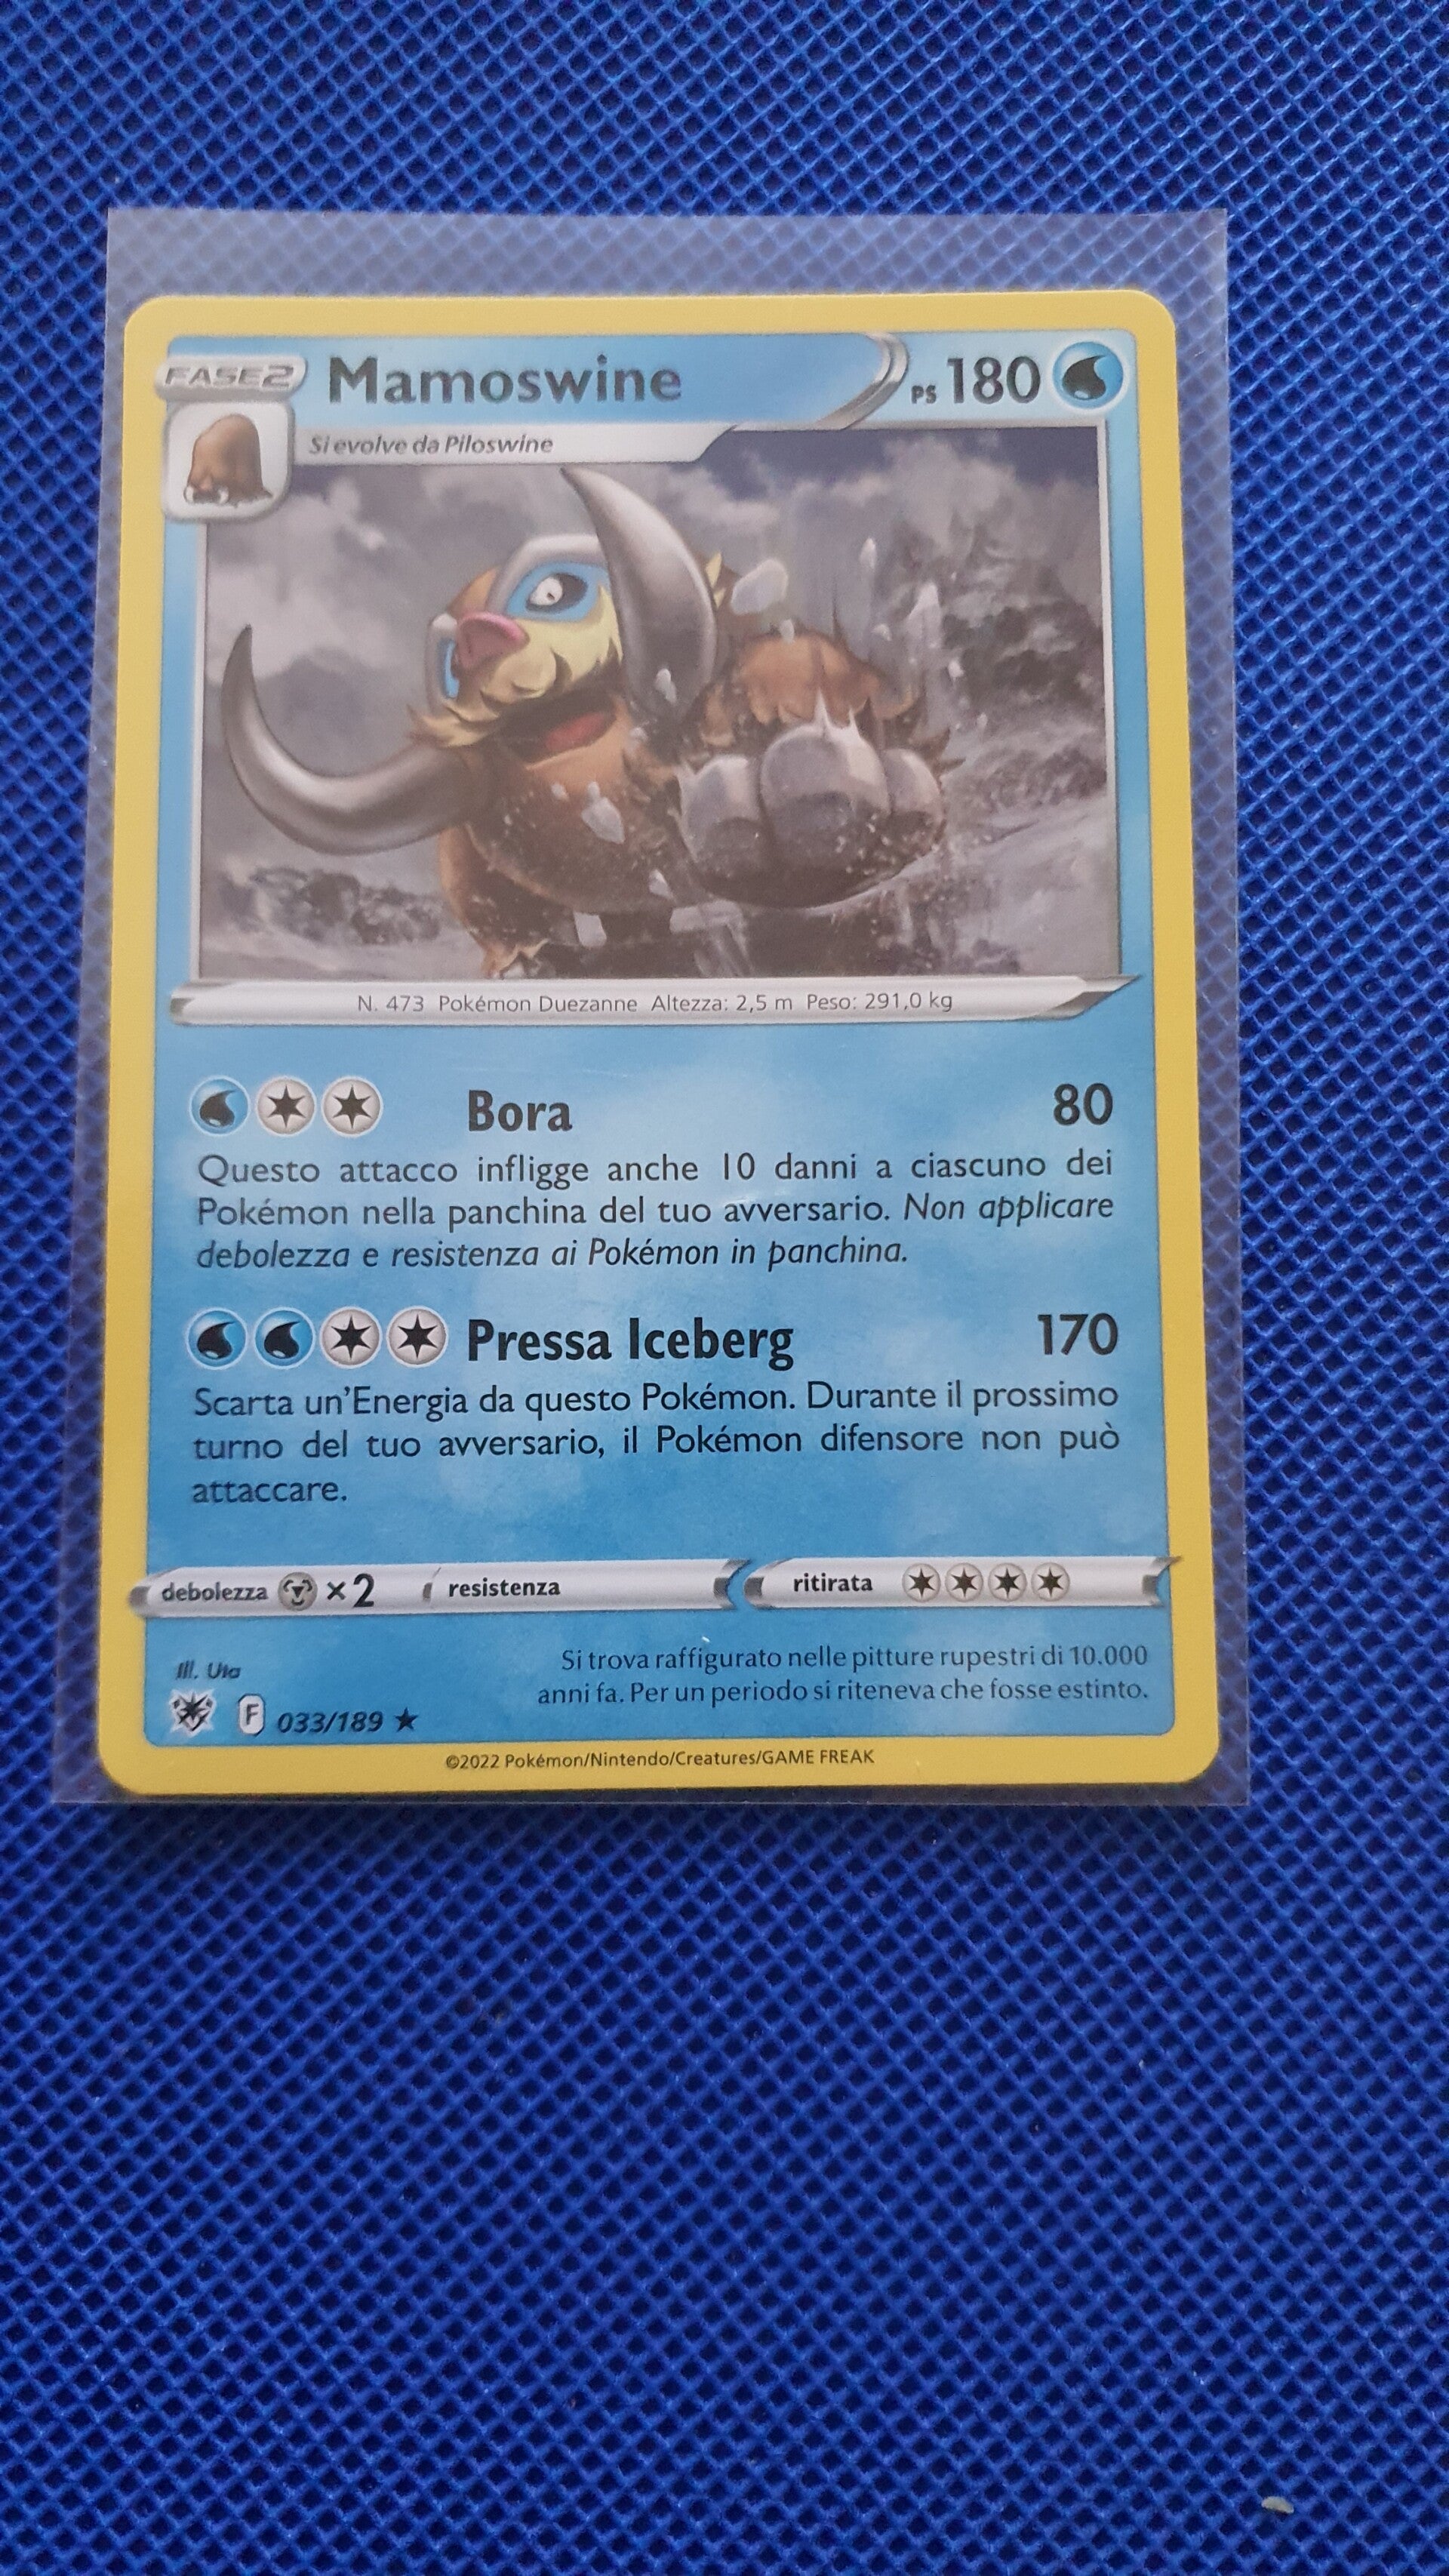 FASE2 Mamoswine PS 180
Si evolve da Piloswine
N. 473 Pokémon Duezanne Altezza: 2,5 m Peso: 291,0 kg
Bora 80
Questo attacco infligge anche 10 danni a ciascuno dei
Pokémon nella panchina del tuo avversario. Non applicare
debolezza e resistenza ai Pokémon in panchina.
Pressa Iceberg 170
Scarta un'Energia da questo Pokémon. Durante il prossimo
turno del tuo avversario, il Pokémon difensore non può
attaccare.
debolezza ×2 resistenza ritirata
Ill. Uta
Si trova raffigurato nelle pitture rupestri di 10.000
anni fa. Per un periodo si riteneva che fosse estinto.
F 033/189 ★
©2022 Pokémon/Nintendo/Creatures/GAME FREAK